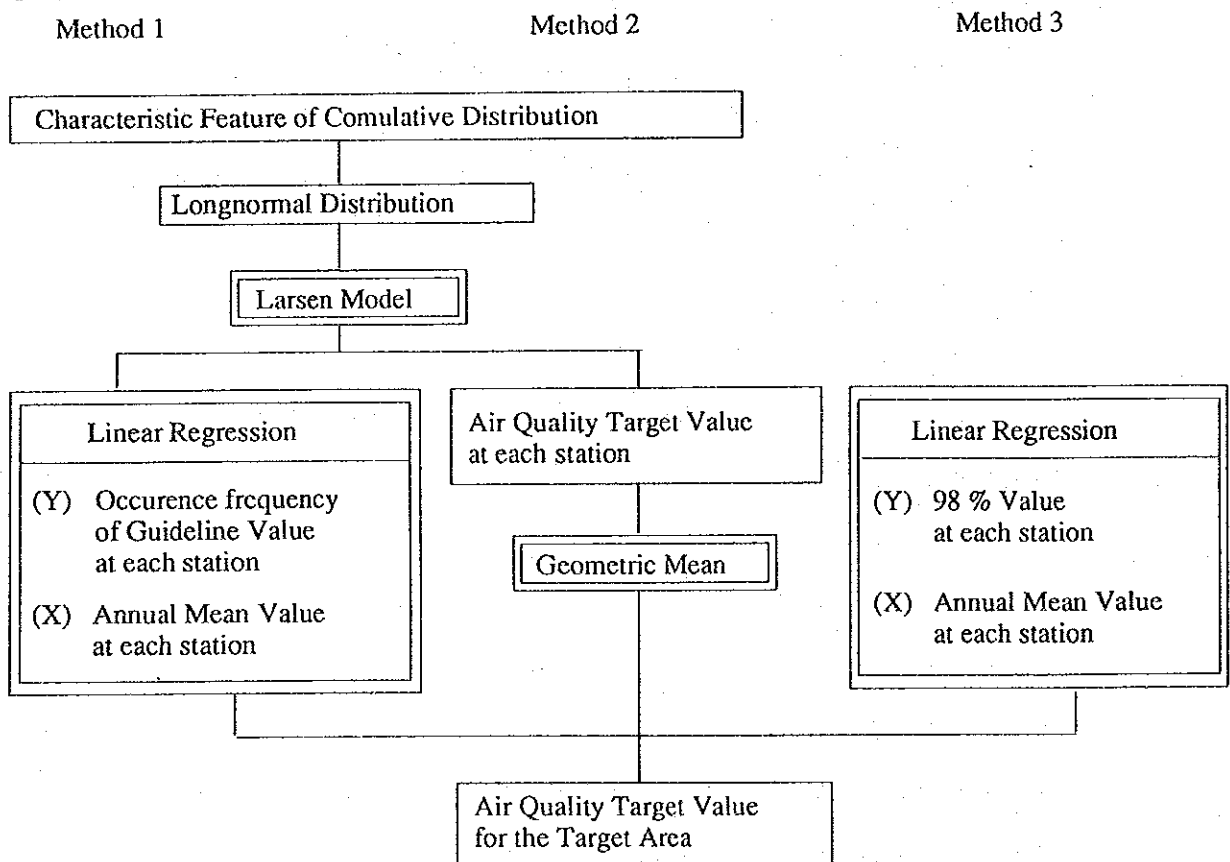 Method 1
Method 2
Method 3
Characteristic Feature of Comulative Distribution
Longnormal Distribution
Larsen Model
Linear Regression
(Y) Occurence frequency
of Guideline Value
at each station
(X) Annual Mean Value
at each station
Air Quality Target Value
at each station
Geometric Mean
Linear Regression
(Y) 98 % Value
at each station
(X) Annual Mean Value
at each station
Air Quality Target Value
for the Target Area